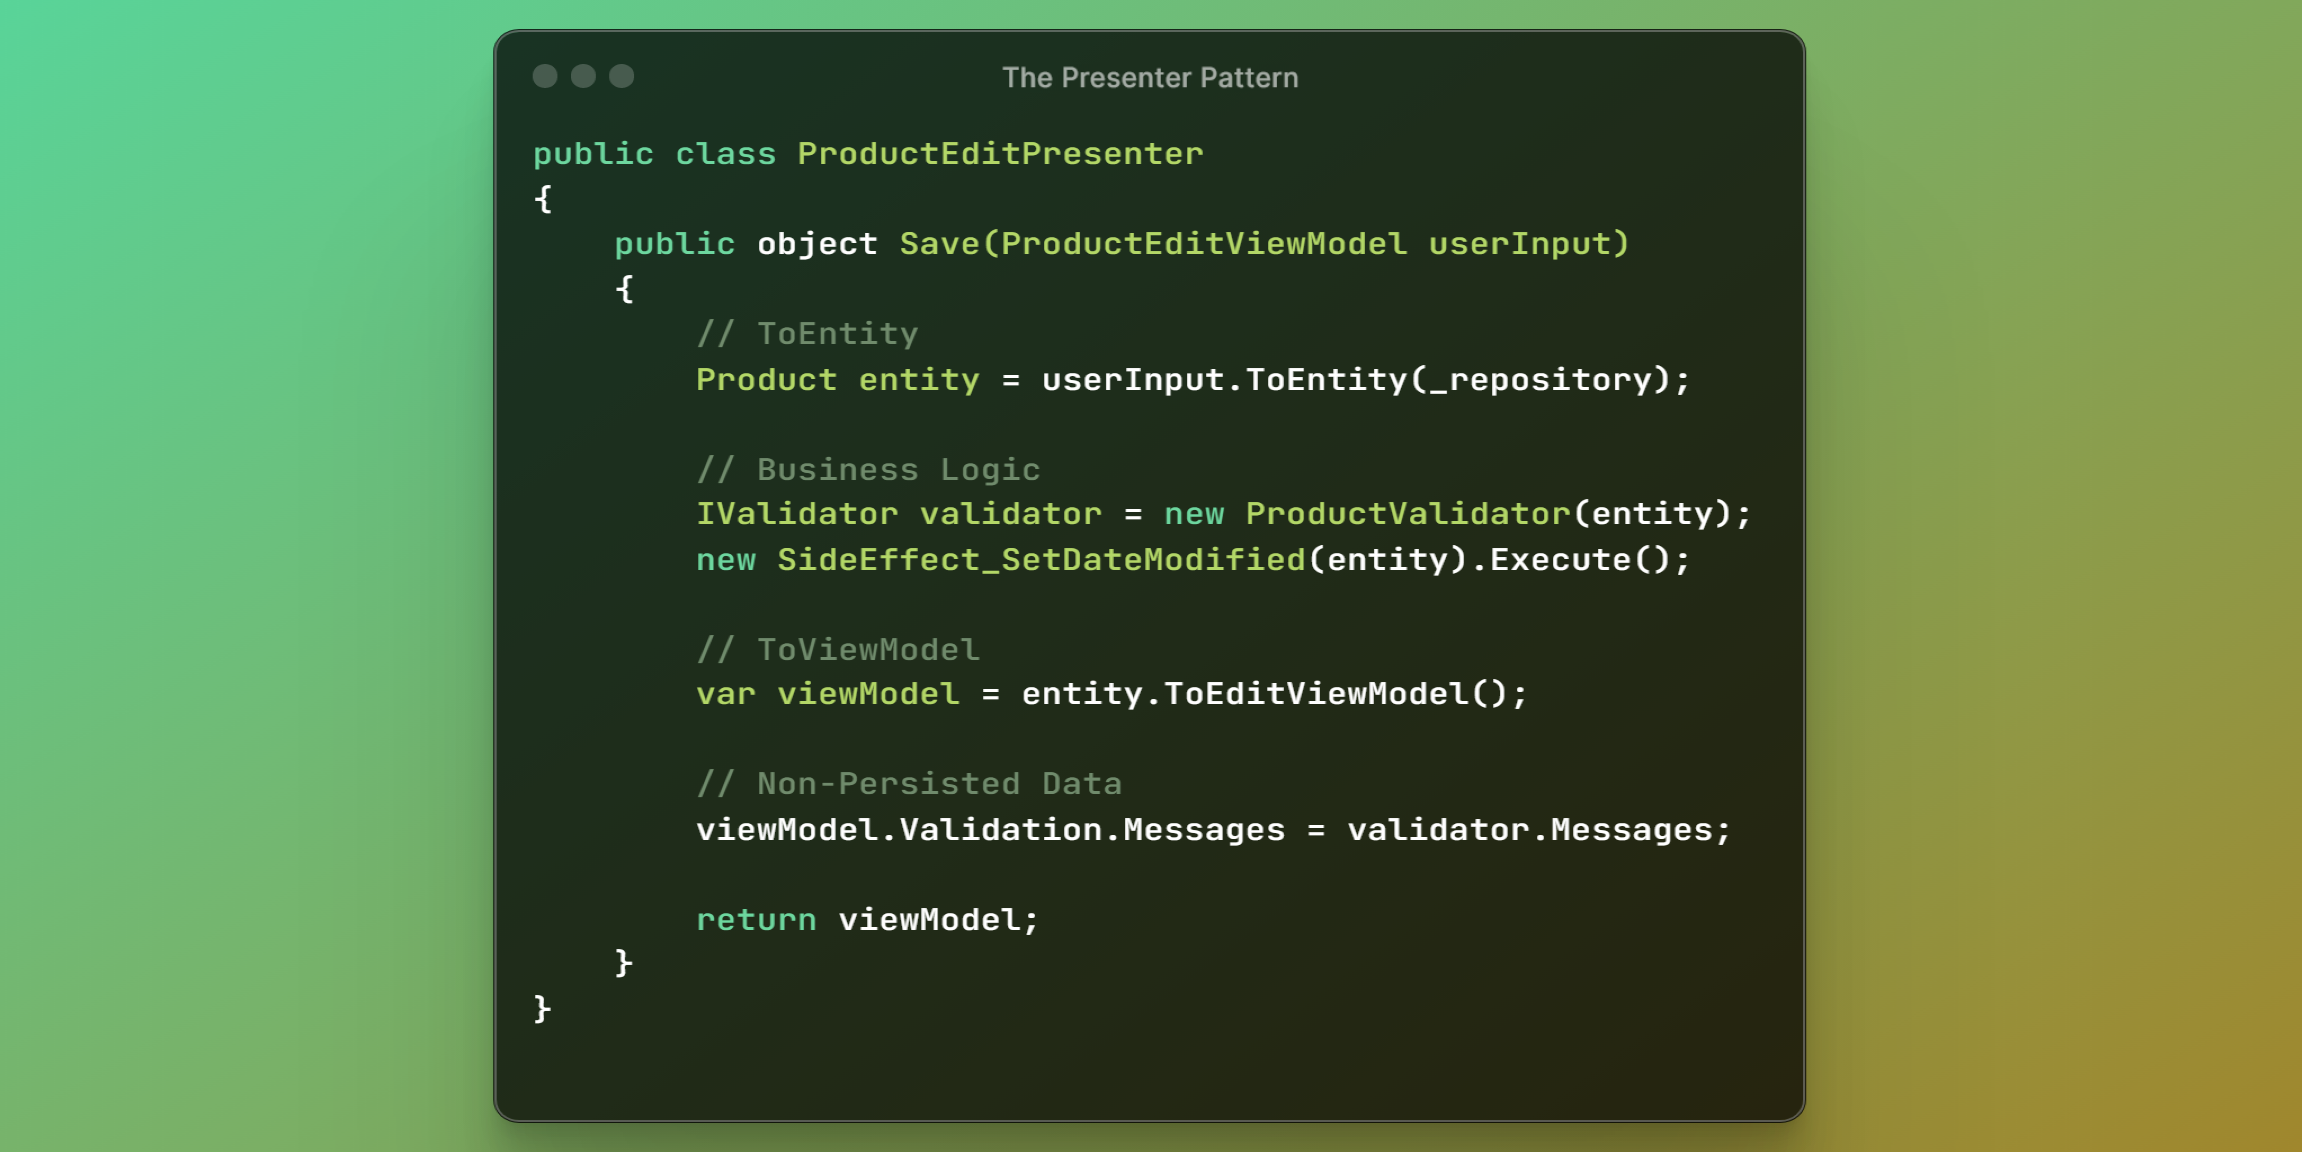 The Presenter Pattern
public class ProductEditPresenter
{
    public object Save(ProductEditViewModel userInput)
    {
        // ToEntity
        Product entity = userInput.ToEntity(_repository);

        // Business Logic
        IValidator validator = new ProductValidator(entity);
        new SideEffect_SetDateModified(entity).Execute();

        // ToViewModel
        var viewModel = entity.ToEditViewModel();

        // Non-Persisted Data
        viewModel.Validation.Messages = validator.Messages;

        return viewModel;
    }
}